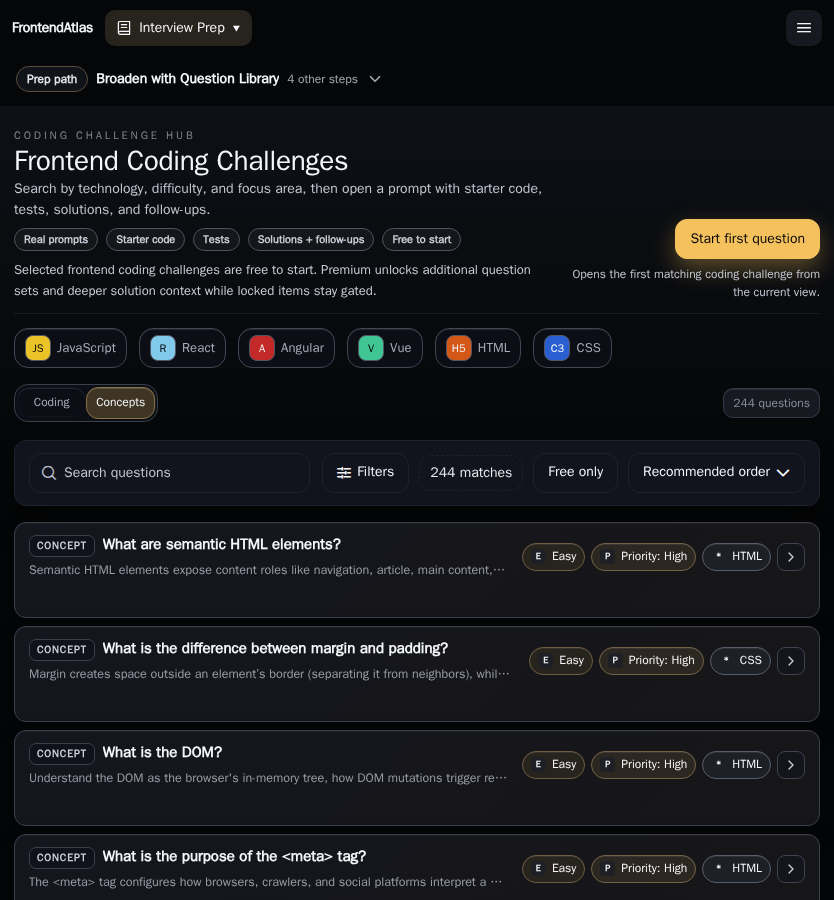 FrontendAtlas
Interview Prep ▾
Prep path
Broaden with Question Library
4 other steps
CODING CHALLENGE HUB
Frontend Coding Challenges
Search by technology, difficulty, and focus area, then open a prompt with starter code,
tests, solutions, and follow-ups.
Real prompts
Starter code
Tests
Solutions + follow-ups
Free to start
Selected frontend coding challenges are free to start. Premium unlocks additional question
sets and deeper solution context while locked items stay gated.
Start first question
Opens the first matching coding challenge from
the current view.
JS JavaScript
R React
A Angular
V Vue
H5 HTML
C3 CSS
Coding
Concepts
244 questions
Search questions
Filters
244 matches
Free only
Recommended order
CONCEPT What are semantic HTML elements?
Semantic HTML elements expose content roles like navigation, article, main content,…
E Easy
P Priority: High
* HTML
CONCEPT What is the difference between margin and padding?
Margin creates space outside an element's border (separating it from neighbors), whil…
E Easy
P Priority: High
* CSS
CONCEPT What is the DOM?
Understand the DOM as the browser's in-memory tree, how DOM mutations trigger re…
E Easy
P Priority: High
* HTML
CONCEPT What is the purpose of the <meta> tag?
The <meta> tag configures how browsers, crawlers, and social platforms interpret a …
E Easy
P Priority: High
* HTML